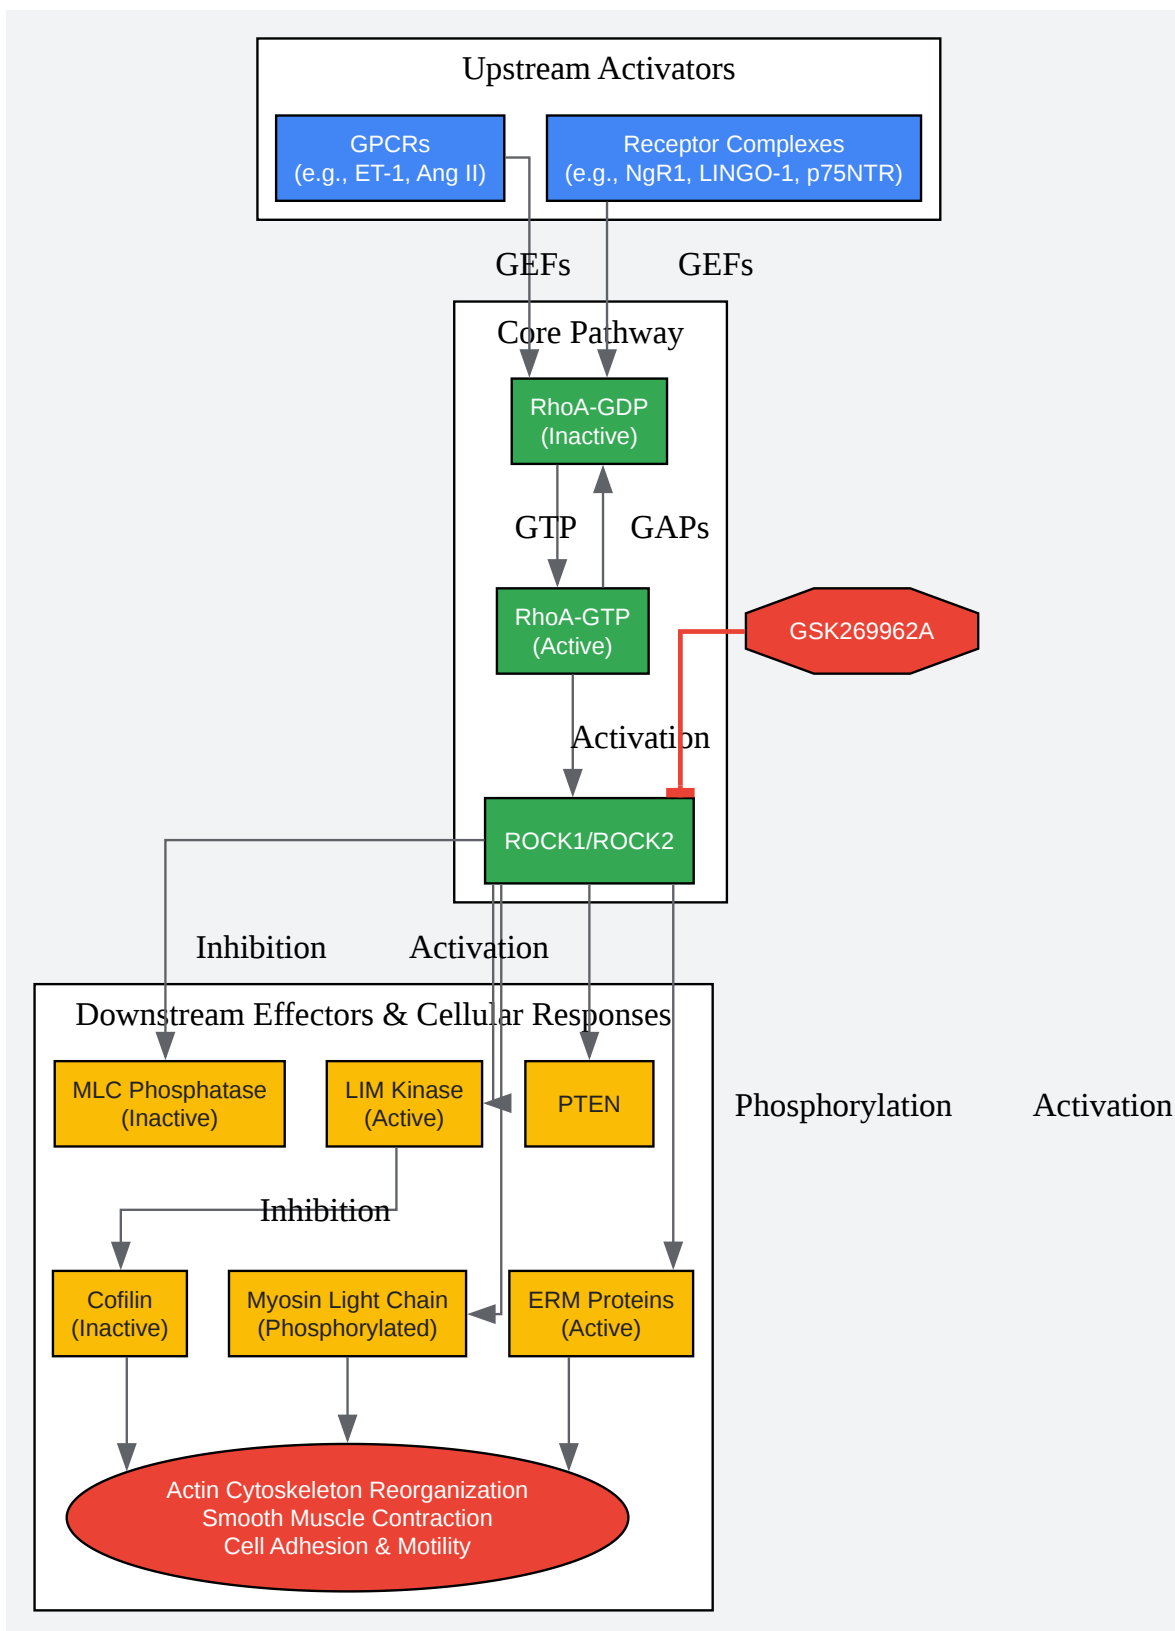 Upstream Activators
GPCRs
(e.g., ET-1, Ang II)
Receptor Complexes
(e.g., NgR1, LINGO-1, p75NTR)
GEFs
GEFs
Core Pathway
RhoA-GDP
(Inactive)
GTP
GAPs
RhoA-GTP
(Active)
GSK269962A
Activation
ROCK1/ROCK2
Inhibition
Activation
Downstream Effectors & Cellular Responses
MLC Phosphatase
(Inactive)
LIM Kinase
(Active)
PTEN
Phosphorylation
Activation
Inhibition
Cofilin
(Inactive)
Myosin Light Chain
(Phosphorylated)
ERM Proteins
(Active)
Actin Cytoskeleton Reorganization
Smooth Muscle Contraction
Cell Adhesion & Motility